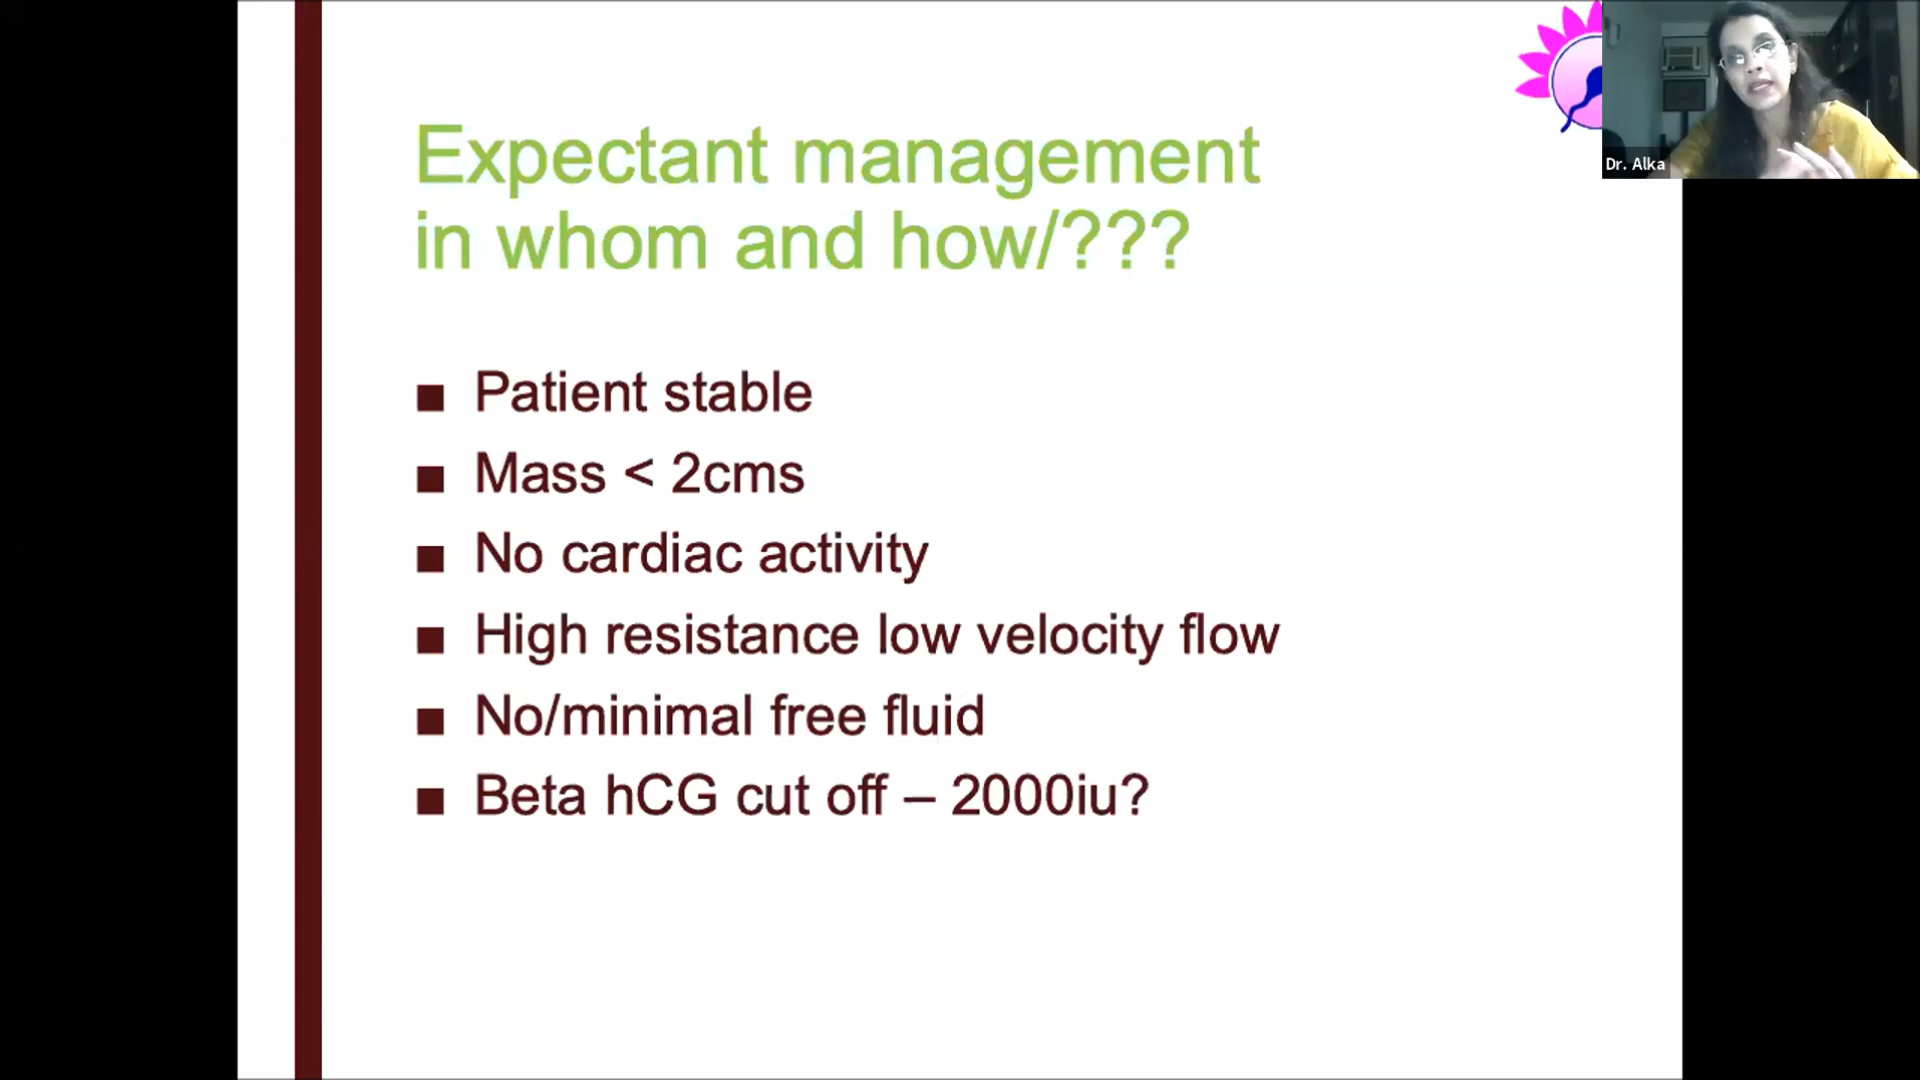 Expectant management
in whom and how/???
■ Patient stable
■ Mass < 2cms
■ No cardiac activity
■ High resistance low velocity flow
■ No/minimal free fluid
■ Beta hCG cut off – 2000iu?
Dr. Alka